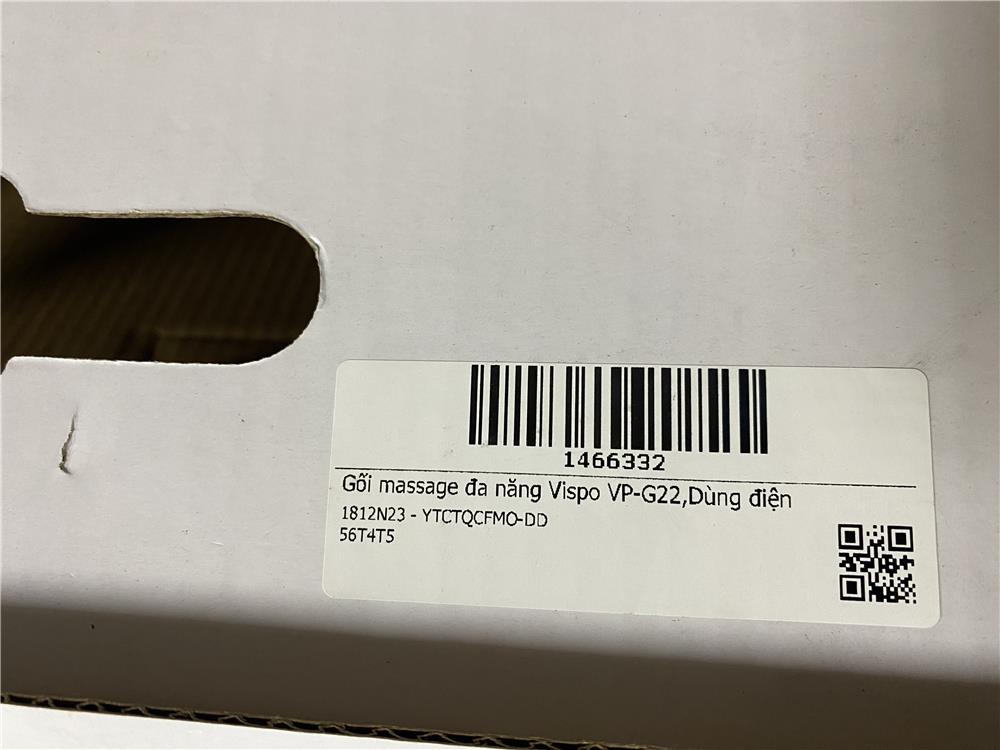 1466332
Gối massage đa năng Vispo VP-G22,Dùng điện
1812N23 - YTCTQCFMO-DD
56T4T5